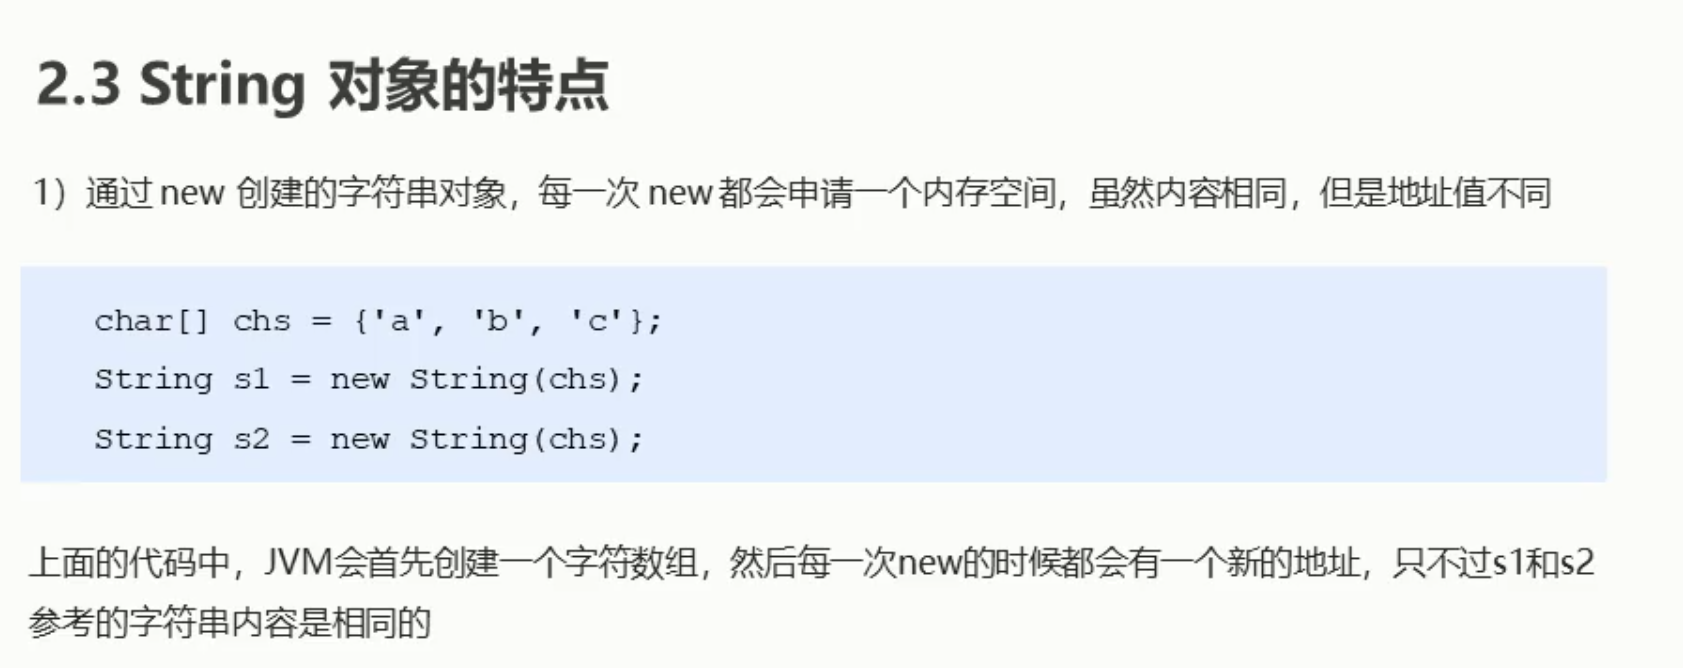 2.3 String 对象的特点
1）通过 new 创建的字符串对象，每一次 new 都会申请一个内存空间，虽然内容相同，但是地址值不同
char[] chs = {'a', 'b', 'c'};
String s1 = new String(chs);
String s2 = new String(chs);
上面的代码中，JVM会首先创建一个字符数组，然后每一次new的时候都会有一个新的地址，只不过s1和s2
参考的字符串内容是相同的